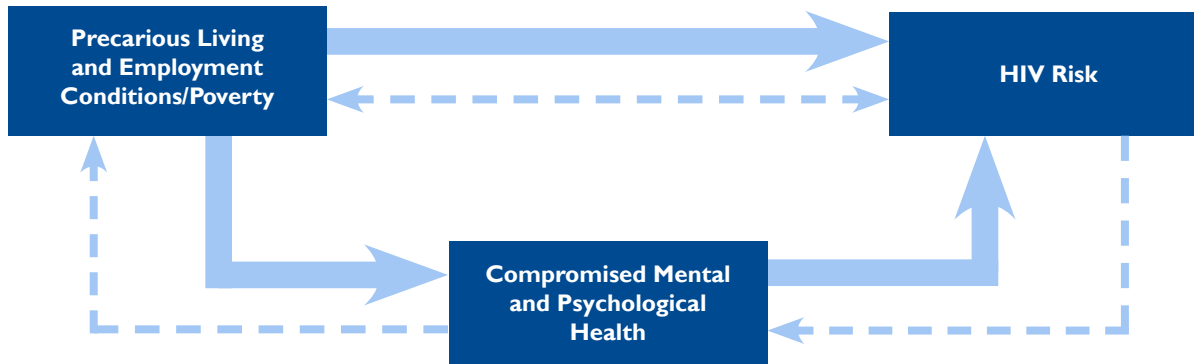 Precarious Living
and Employment
Conditions/Poverty
HIV Risk
Compromised Mental
and Psychological
Health